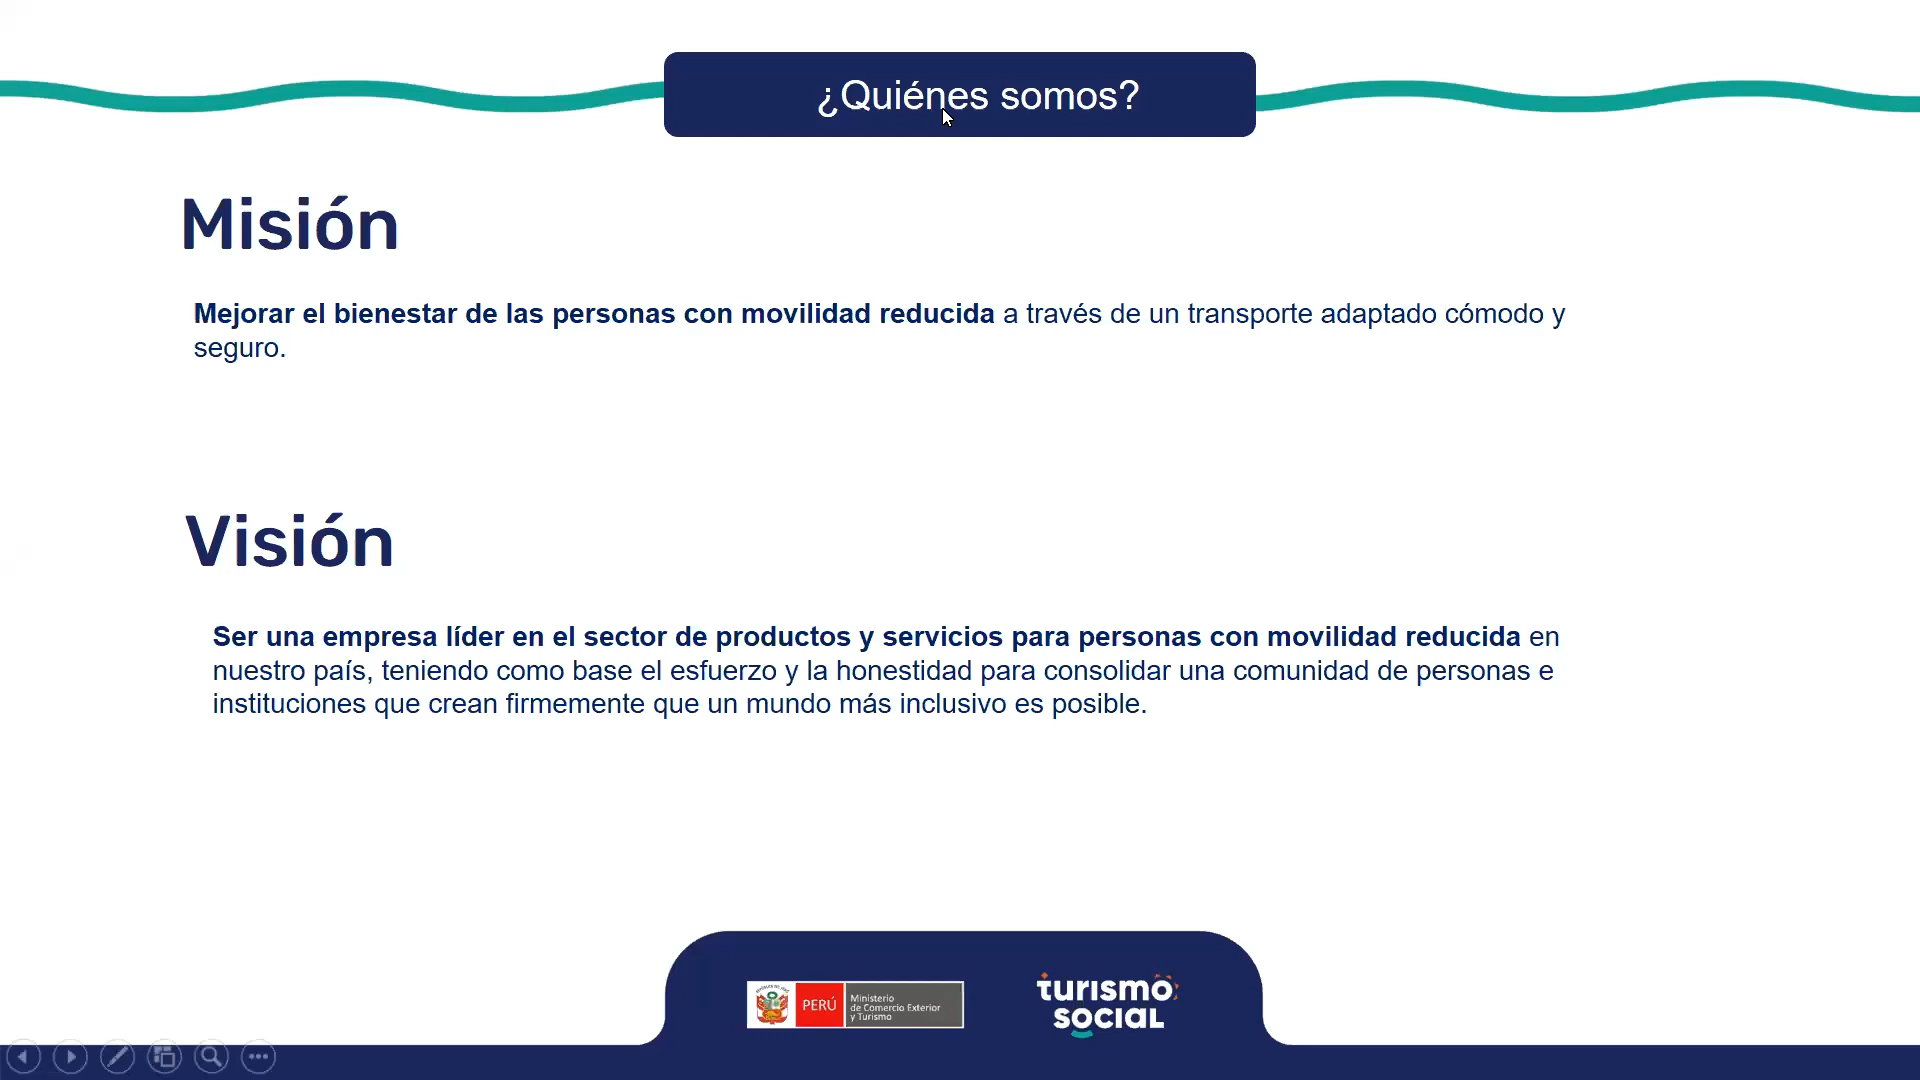 ¿Quiénes somos?
Misión
Mejorar el bienestar de las personas con movilidad reducida a través de un transporte adaptado cómodo y
seguro.
Visión
Ser una empresa líder en el sector de productos y servicios para personas con movilidad reducida en
nuestro país, teniendo como base el esfuerzo y la honestidad para consolidar una comunidad de personas e
instituciones que crean firmemente que un mundo más inclusivo es posible.
PERÚ
Ministerio
de Comercio Exterior
y Turismo
turismo
social